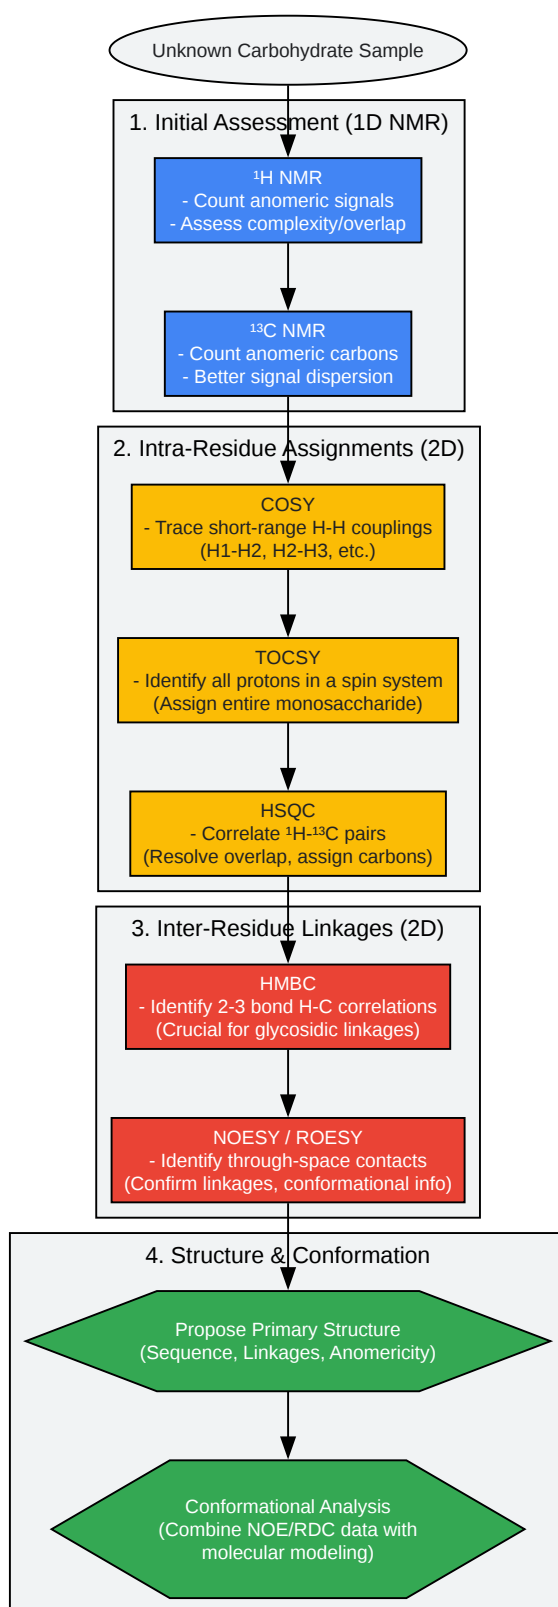 Unknown Carbohydrate Sample
1. Initial Assessment (1D NMR)
¹H NMR
- Count anomeric signals
- Assess complexity/overlap
¹³C NMR
- Count anomeric carbons
- Better signal dispersion
2. Intra-Residue Assignments (2D)
COSY
- Trace short-range H-H couplings
(H1-H2, H2-H3, etc.)
TOCSY
- Identify all protons in a spin system
(Assign entire monosaccharide)
HSQC
- Correlate ¹H-¹³C pairs
(Resolve overlap, assign carbons)
3. Inter-Residue Linkages (2D)
HMBC
- Identify 2-3 bond H-C correlations
(Crucial for glycosidic linkages)
NOESY / ROESY
- Identify through-space contacts
(Confirm linkages, conformational info)
4. Structure & Conformation
Propose Primary Structure
(Sequence, Linkages, Anomericity)
Conformational Analysis
(Combine NOE/RDC data with
molecular modeling)